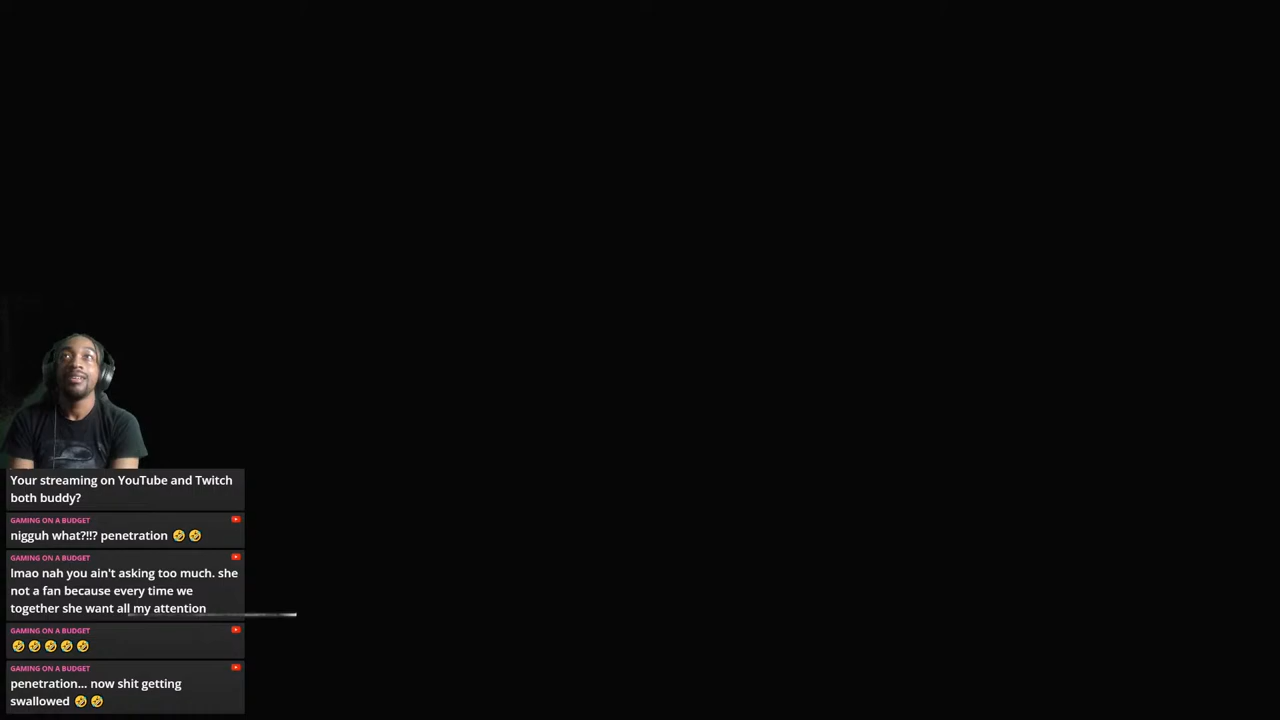 Your streaming on YouTube and Twitch
both buddy?
GAMING ON A BUDGET
nigguh what?!!? penetration 🤣 🤣
GAMING ON A BUDGET
lmao nah you ain't asking too much. she
not a fan because every time we
together she want all my attention
GAMING ON A BUDGET
🤣 🤣 🤣 🤣 🤣
GAMING ON A BUDGET
penetration... now shit getting
swallowed 🤣 🤣